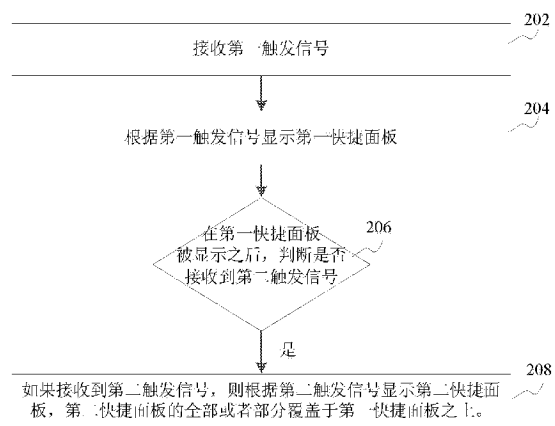 202
接收第一触发信号
204
根据第一触发信号显示第一快捷面板
在第一快捷面板
被显示之后，判断是否
接收到第二触发信号
206
是
208
如果接收到第二触发信号，则根据第二触发信号显示第二快捷面
板，第二快捷面板的全部或者部分覆盖于第一快捷面板之上。